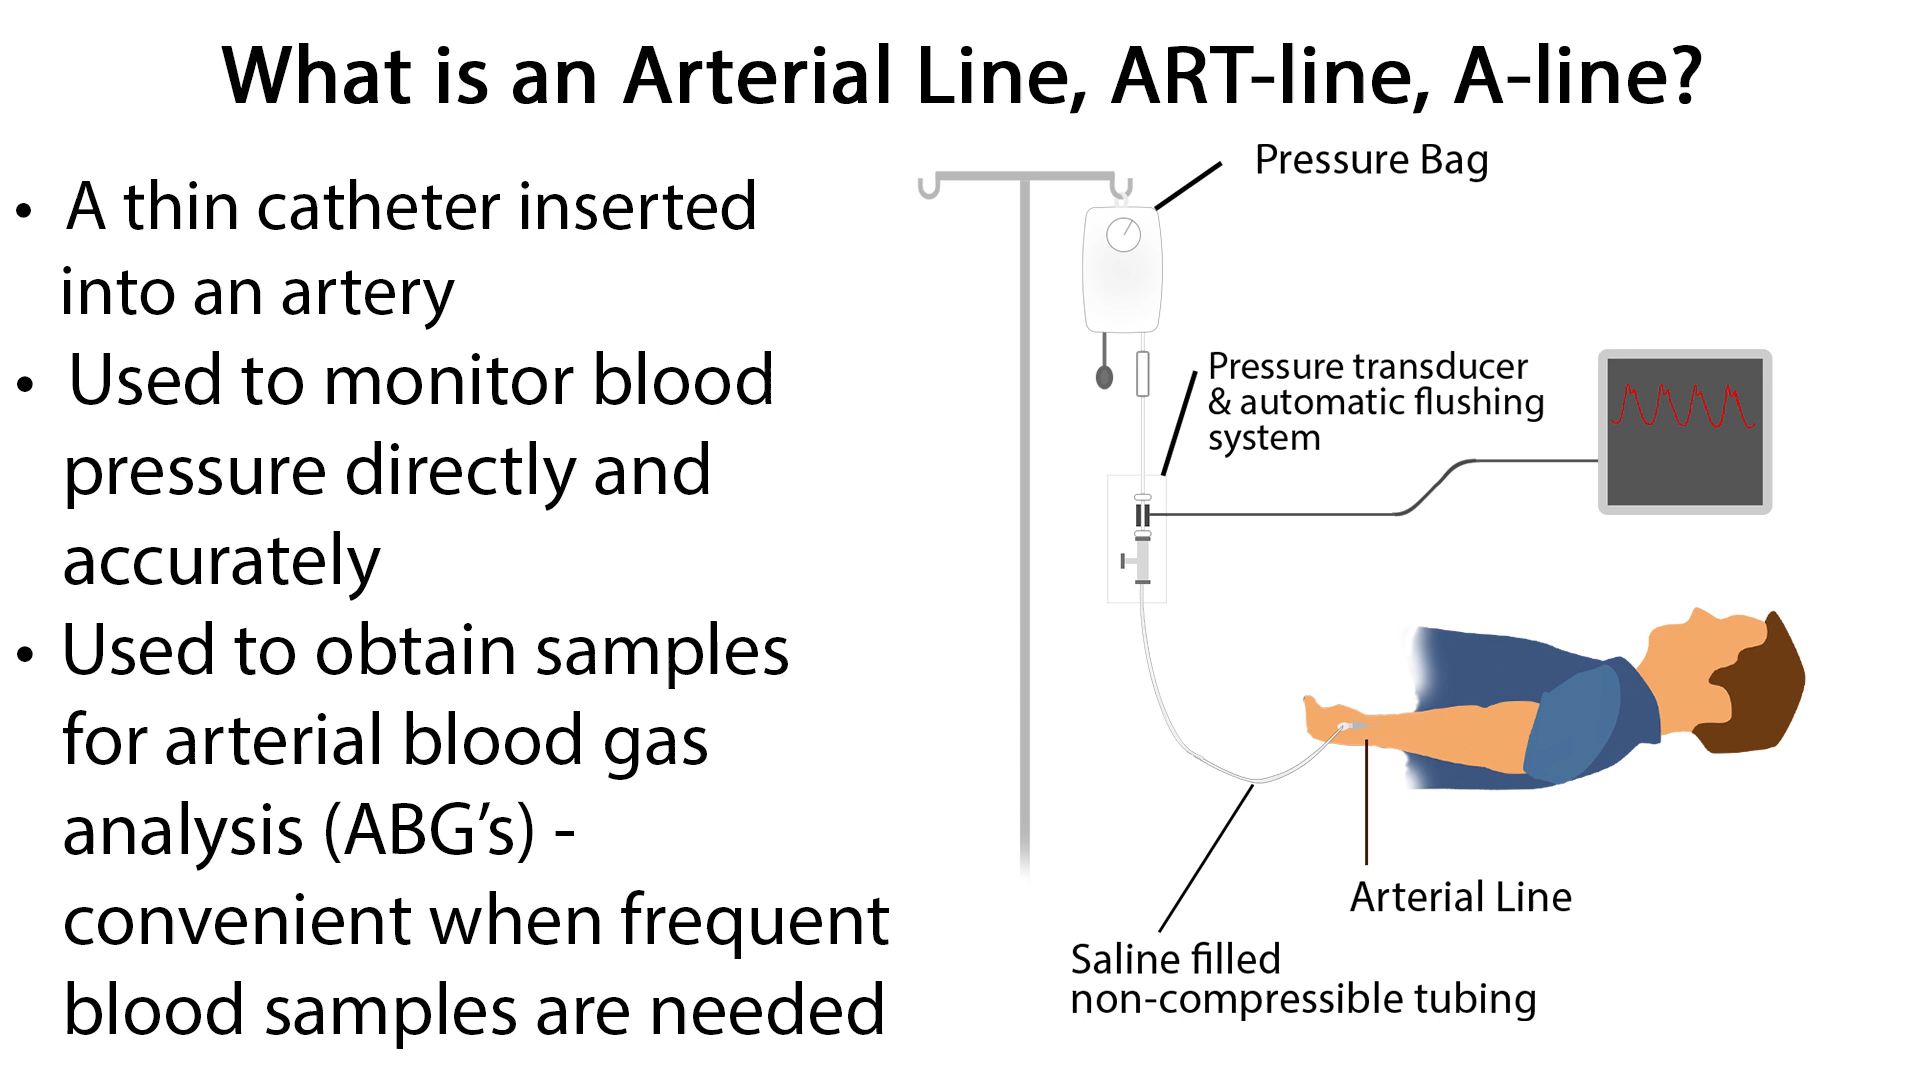 What is an Arterial Line, ART-line, A-line?
• A thin catheter inserted
into an artery
• Used to monitor blood
pressure directly and
accurately
• Used to obtain samples
for arterial blood gas
analysis (ABG’s) -
convenient when frequent
blood samples are needed
Pressure Bag
Pressure transducer
& automatic flushing
system
Arterial Line
Saline filled
non-compressible tubing